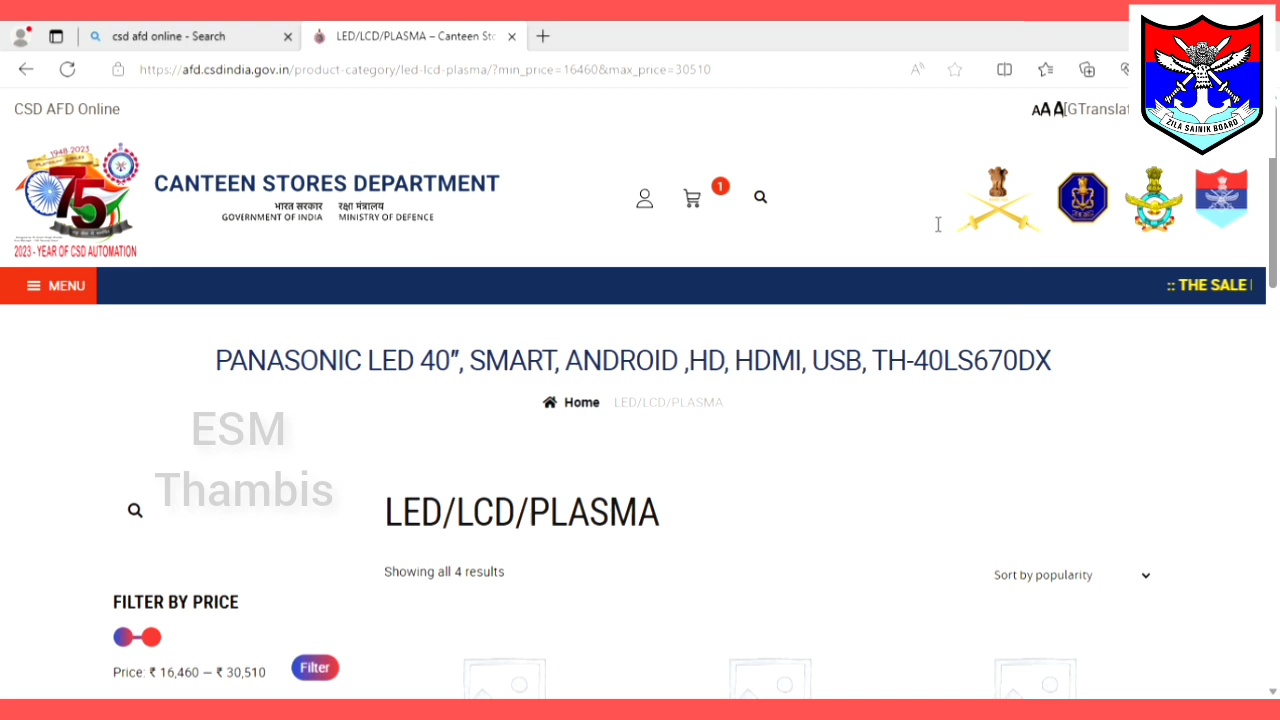 csd afd online - Search
LED/LCD/PLASMA – Canteen Sto
https://afd.csdindia.gov.in/product-category/led-lcd-plasma/?min_price=16460&max_price=30510
ZILA SAINIK BOARD
CSD AFD Online
AAA[GTranslat
1948-2023
PLATINUM JUBILEE
75
2023 - YEAR OF CSD AUTOMATION
CANTEEN STORES DEPARTMENT
भारत सरकार रक्षा मंत्रालय
GOVERNMENT OF INDIA MINISTRY OF DEFENCE
1
MENU
:: THE SALE
PANASONIC LED 40", SMART, ANDROID ,HD, HDMI, USB, TH-40LS670DX
Home LED/LCD/PLASMA
ESM
Thambis
LED/LCD/PLASMA
Showing all 4 results
Sort by popularity
FILTER BY PRICE
Price: ₹ 16,460 — ₹ 30,510
Filter